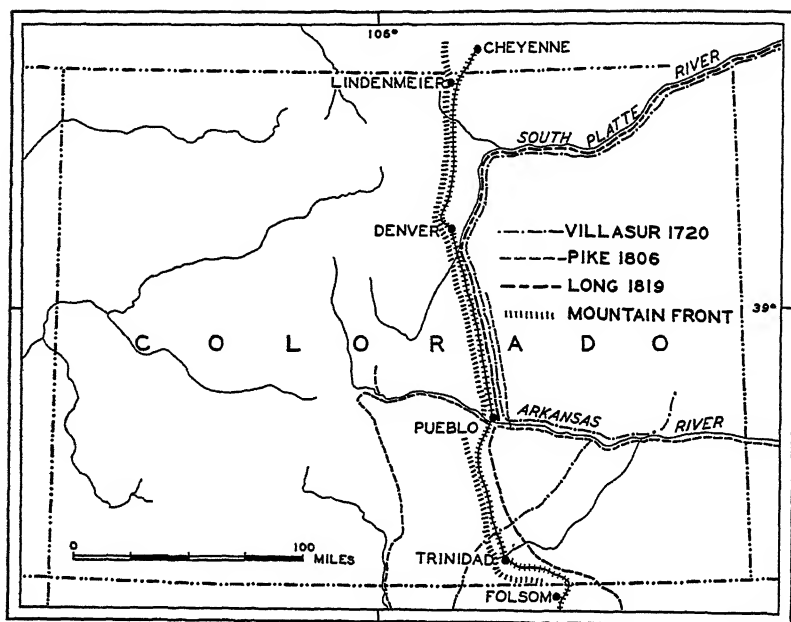 106°
CHEYENNE
LINDENMEIER
SOUTH PLATTE RIVER
DENVER
VILLASUR 1720
PIKE 1806
LONG 1819
MOUNTAIN FRONT
39°
COLORADO
ARKANSAS RIVER
PUEBLO
0 100 MILES
TRINIDAD
FOLSOM